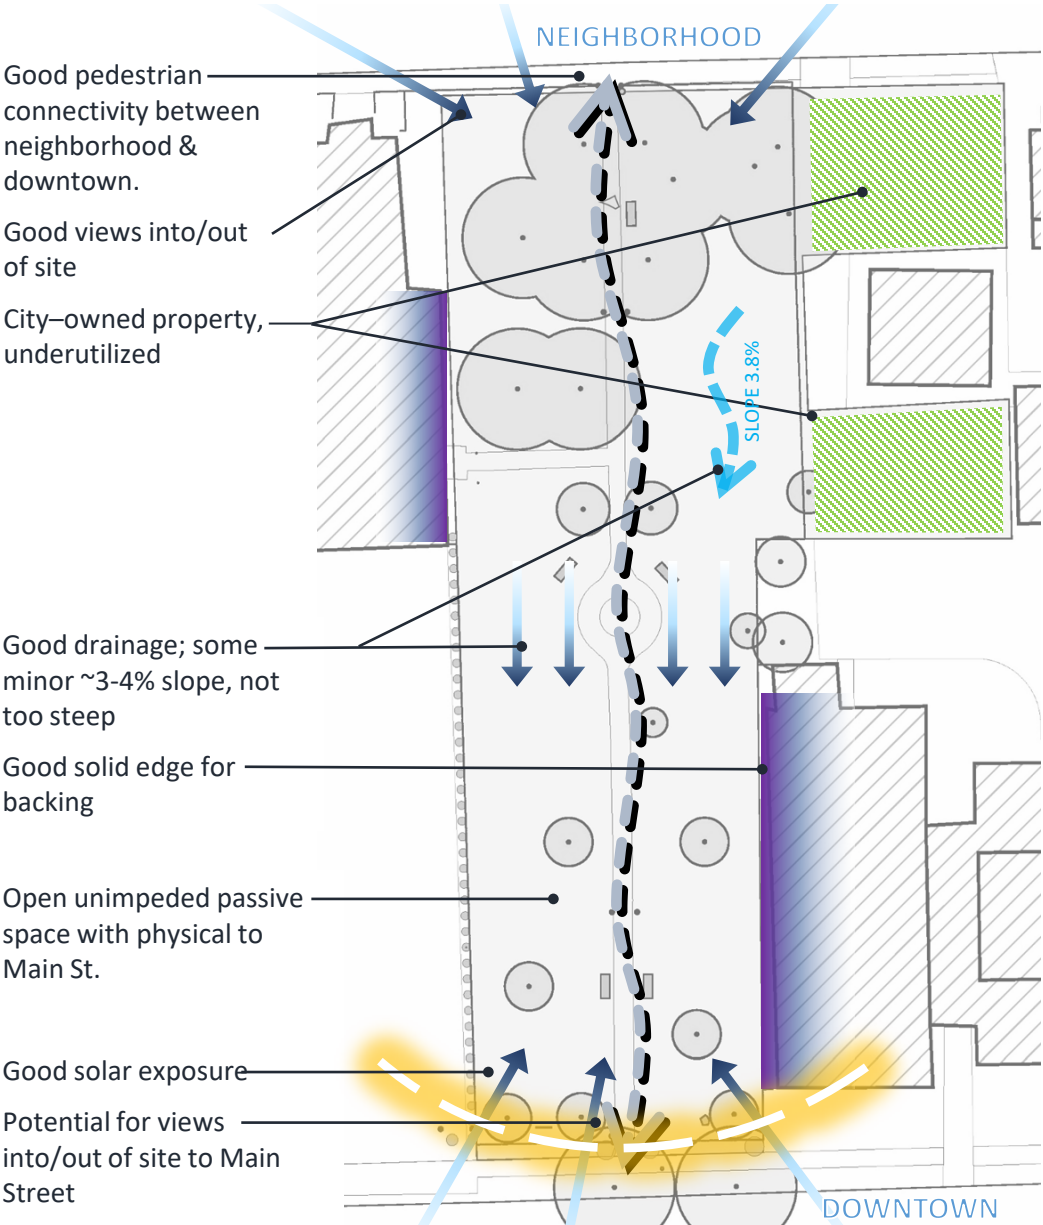 NEIGHBORHOOD
Good pedestrian
connectivity between
neighborhood &
downtown.
Good views into/out
of site
City–owned property,
underutilized
SLOPE 3.8%
Good drainage; some
minor ~3-4% slope, not
too steep
Good solid edge for
backing
Open unimpeded passive
space with physical to
Main St.
Good solar exposure
Potential for views
into/out of site to Main
Street
DOWNTOWN